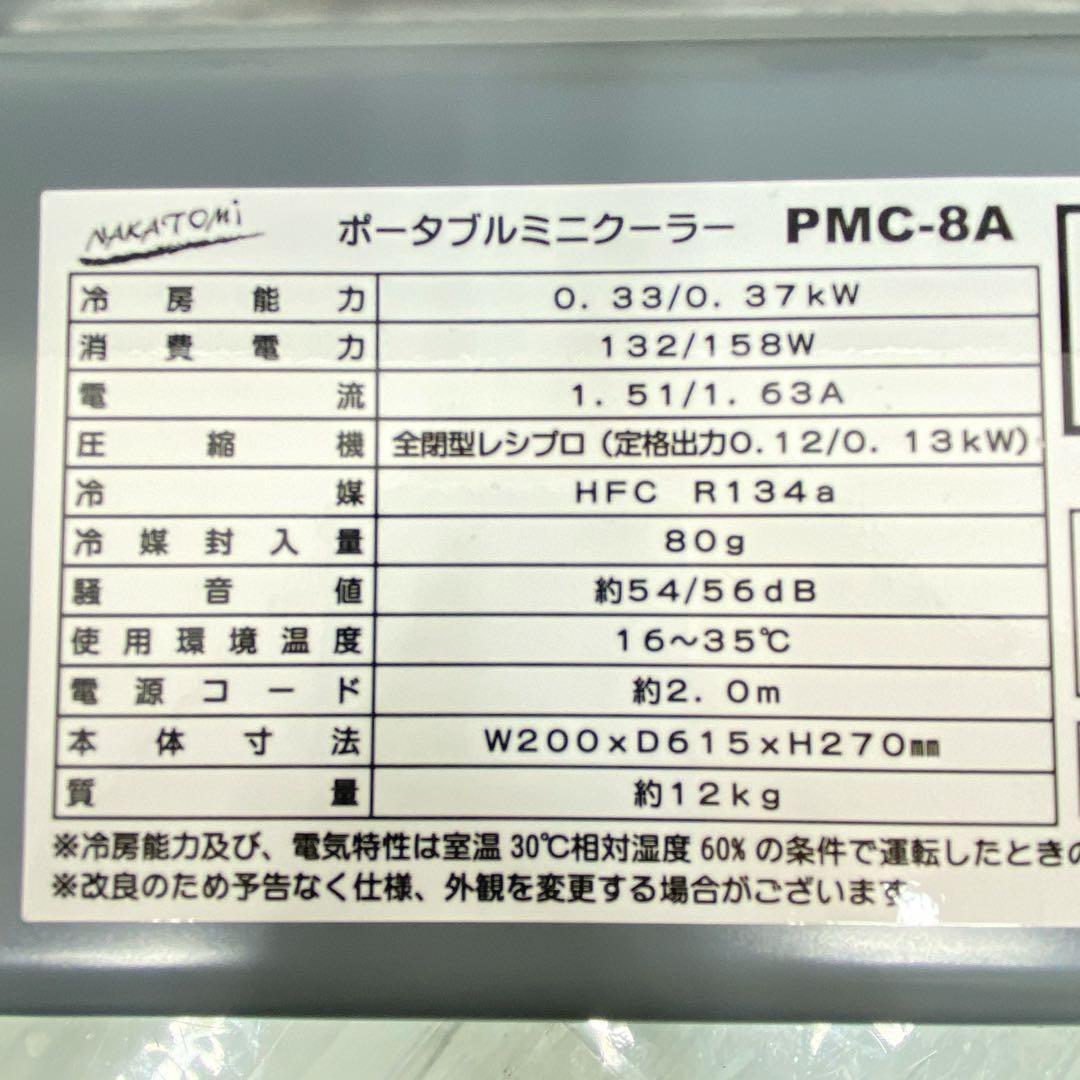 NAKATOMi ポータブルミニクーラー PMC-8A
冷房能力 0.33/0.37kW
消費電力 132/158W
電流 1.51/1.63A
圧縮機 全閉型レシプロ(定格出力0.12/0.13kW)
冷媒 HFC R134a
冷媒封入量 80g
騒音値 約54/56dB
使用環境温度 16～35℃
電源コード 約2.0m
本体寸法 W200xD615xH270㎜
質量 約12kg
※冷房能力及び、電気特性は室温30℃相対湿度60%の条件で運転したときの
※改良のため予告なく仕様、外観を変更する場合がございます